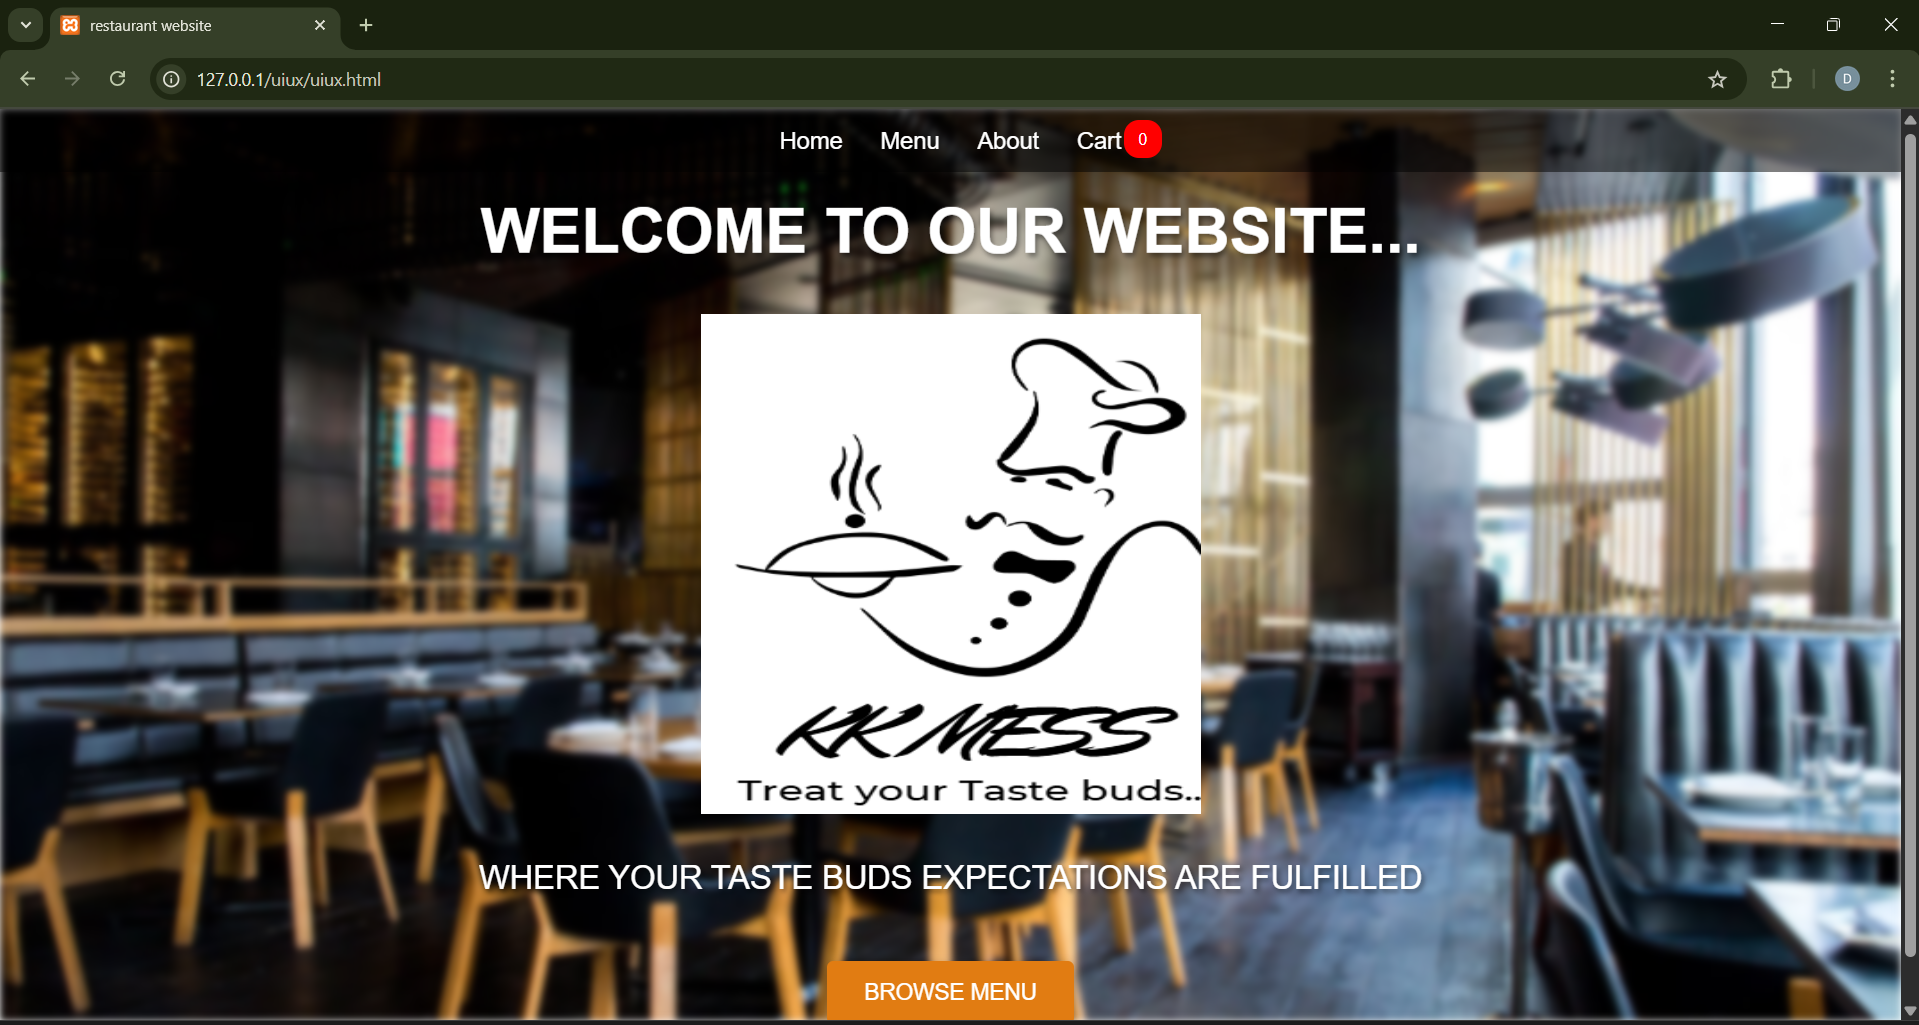 restaurant website
127.0.0.1/uiux/uiux.html
D
Home Menu About Cart 0
WELCOME TO OUR WEBSITE...
KK MESS
Treat your Taste buds..
WHERE YOUR TASTE BUDS EXPECTATIONS ARE FULFILLED
BROWSE MENU